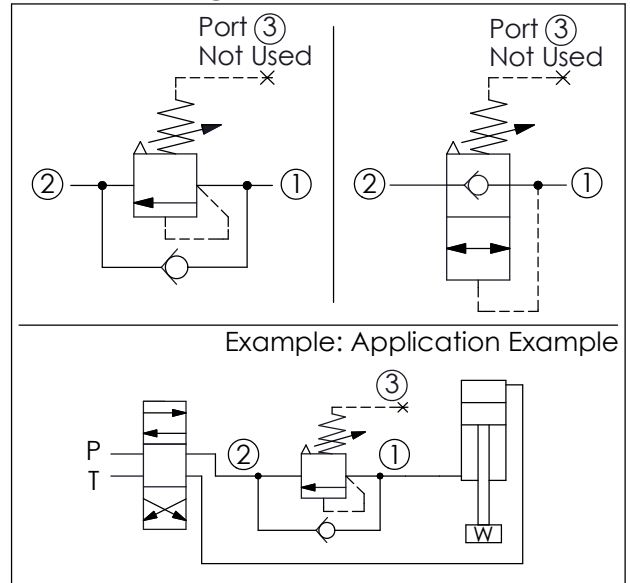 Port ③
Not Used
② ①
Port ③
Not Used
② ①
Example: Application Example
③
P
T
② ①
W